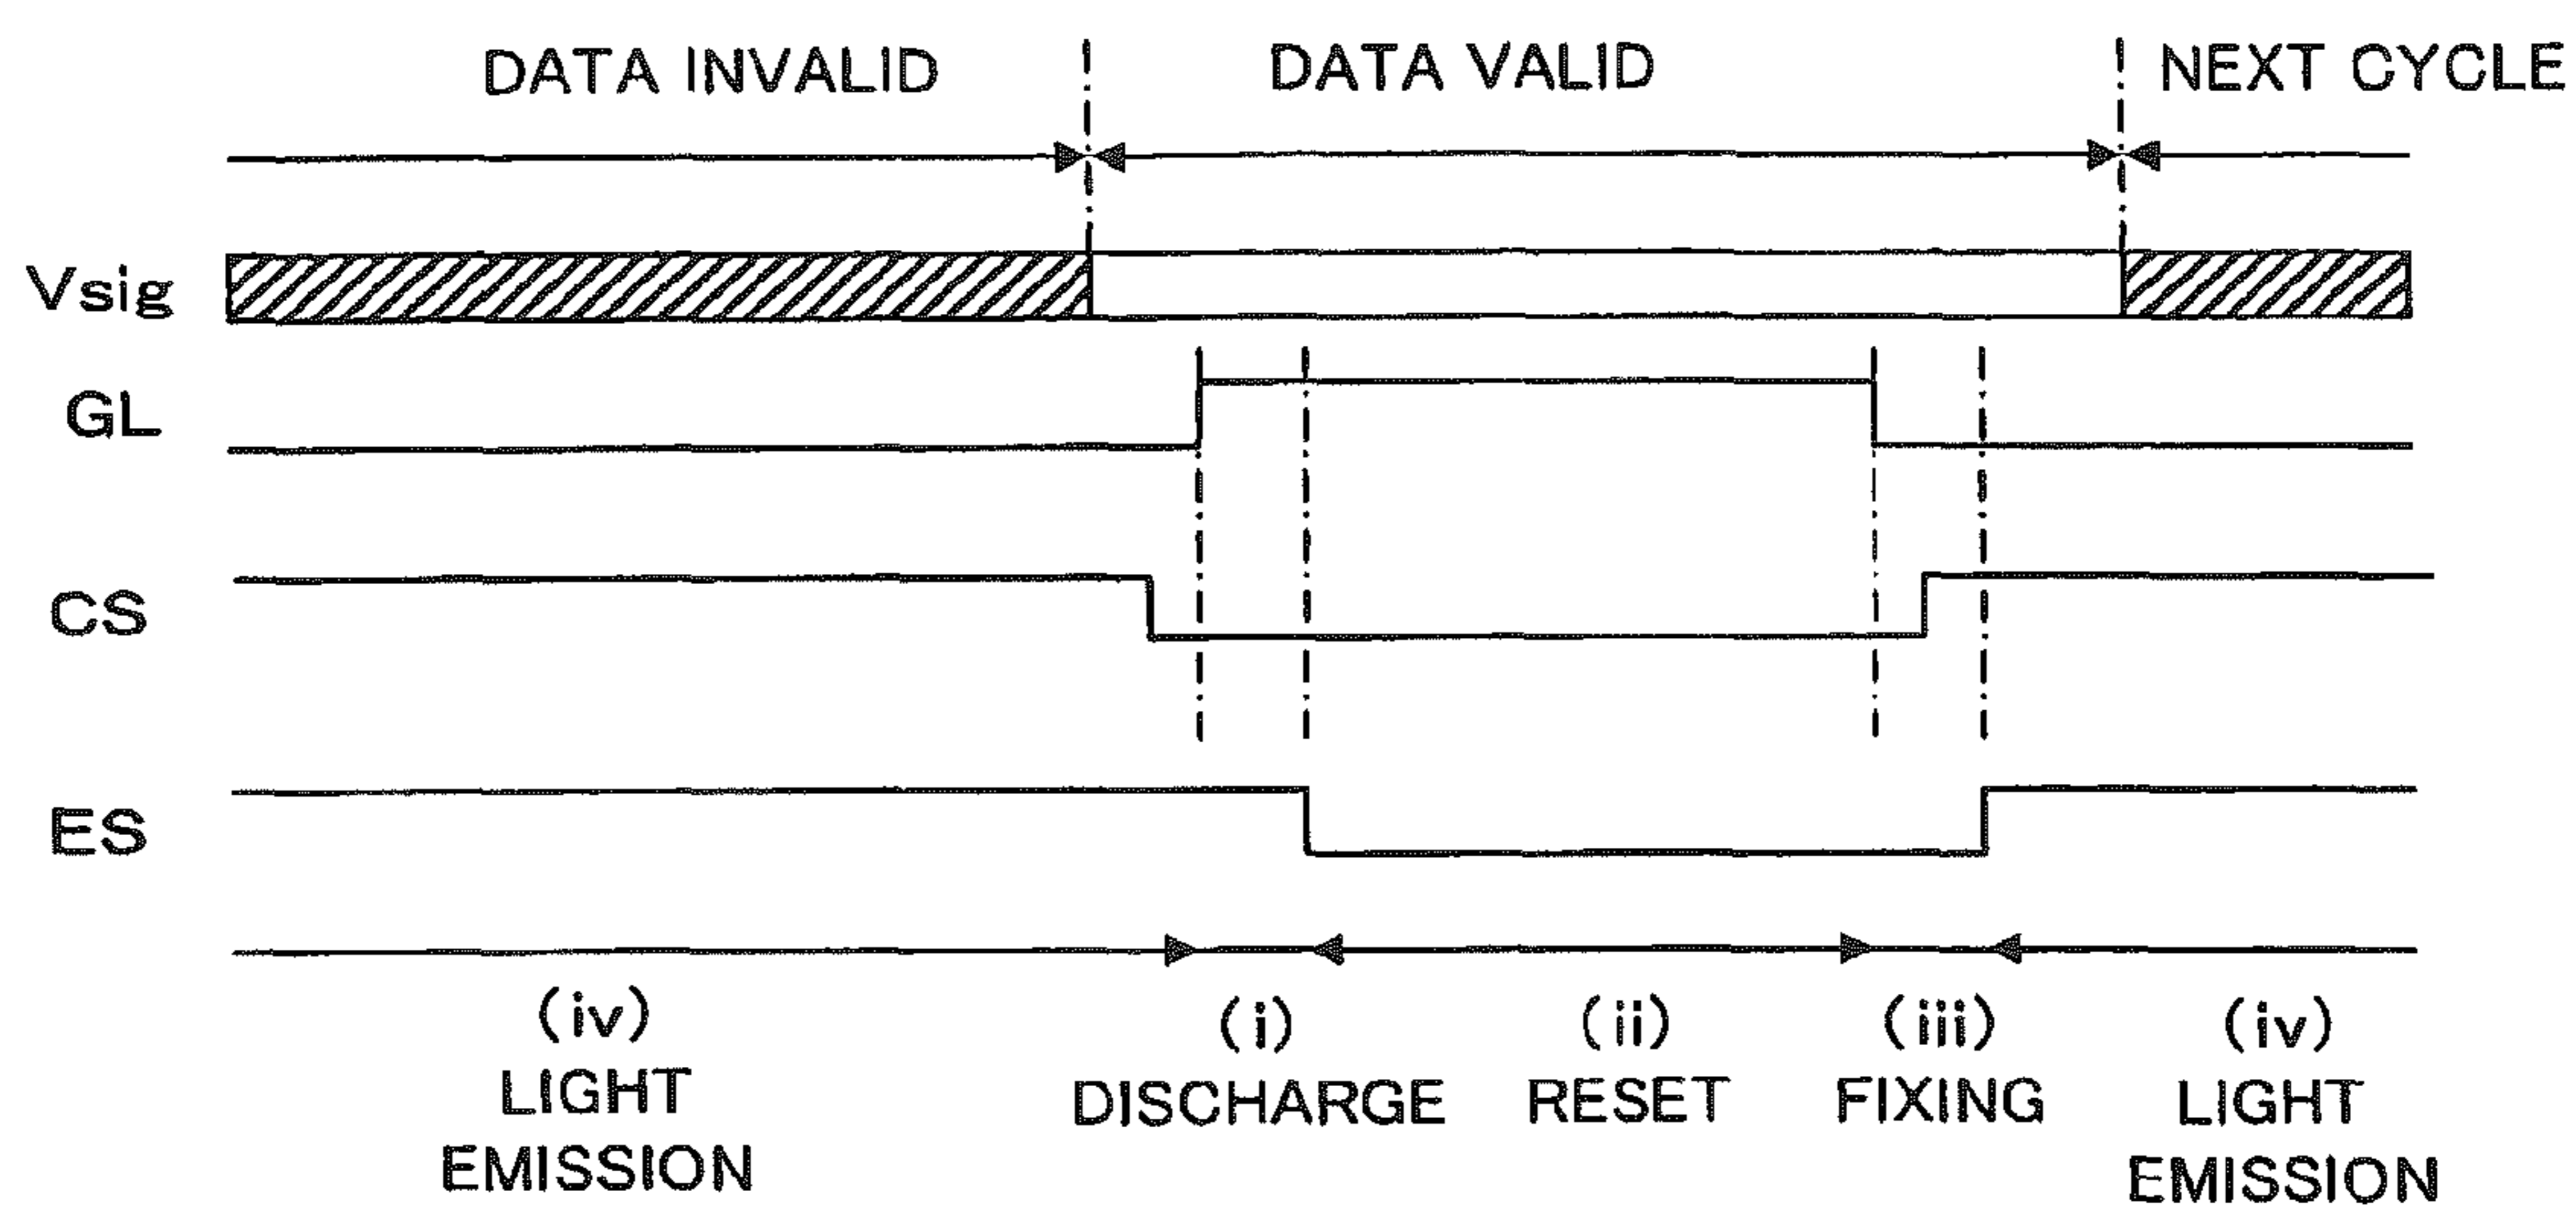 DATA INVALID
DATA VALID
NEXT CYCLE
Vsig
GL
CS
ES
(iv)
LIGHT
EMISSION
(i)
DISCHARGE
(ii)
RESET
(iii)
FIXING
(iv)
LIGHT
EMISSION